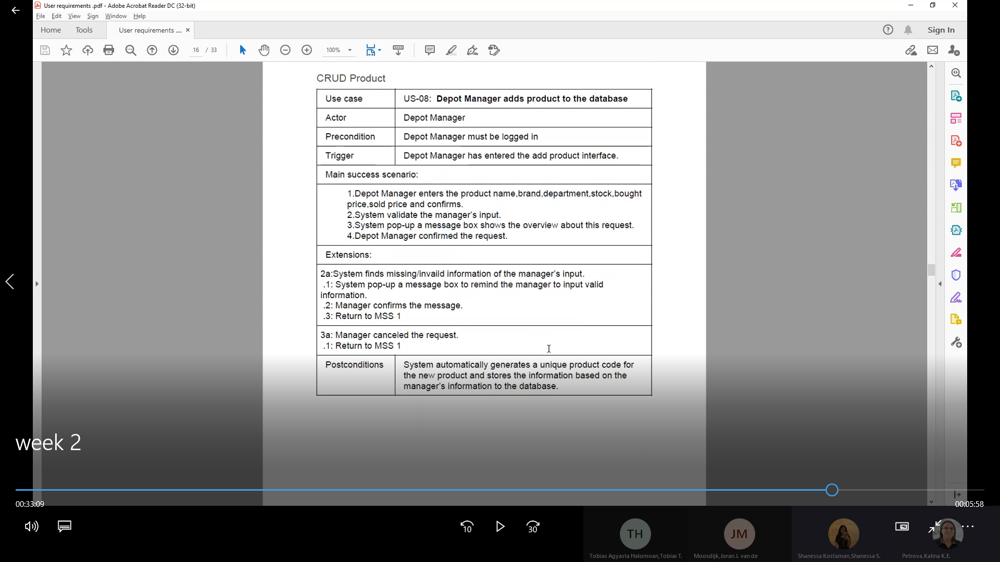 User requirements .pdf - Adobe Acrobat Reader DC (32-bit)
File Edit View Sign Window Help
Home Tools User requirements .... × Sign In
16 / 33 100%
CRUD Product
Use case US-08: Depot Manager adds product to the database
Actor Depot Manager
Precondition Depot Manager must be logged in
Trigger Depot Manager has entered the add product interface.
Main success scenario:
1.Depot Manager enters the product name,brand,department,stock,bought
price,sold price and confirms.
2.System validate the manager's input.
3.System pop-up a message box shows the overview about this request.
4.Depot Manager confirmed the request.
Extensions:
2a:System finds missing/invaild information of the manager's input.
.1: System pop-up a message box to remind the manager to input valid
information.
.2: Manager confirms the message.
.3: Return to MSS 1
3a: Manager canceled the request.
.1: Return to MSS 1
Postconditions System automatically generates a unique product code for
the new product and stores the information based on the
manager's information to the database.
week 2
00:33:09 00:05:58
10 30
TH JM
Tobias Agyasta Halomoan,Tobias T. Moosdijk,Joran J. van de Shanessa Kostaman,Shanessa S. Petrova,Kalina K.E.